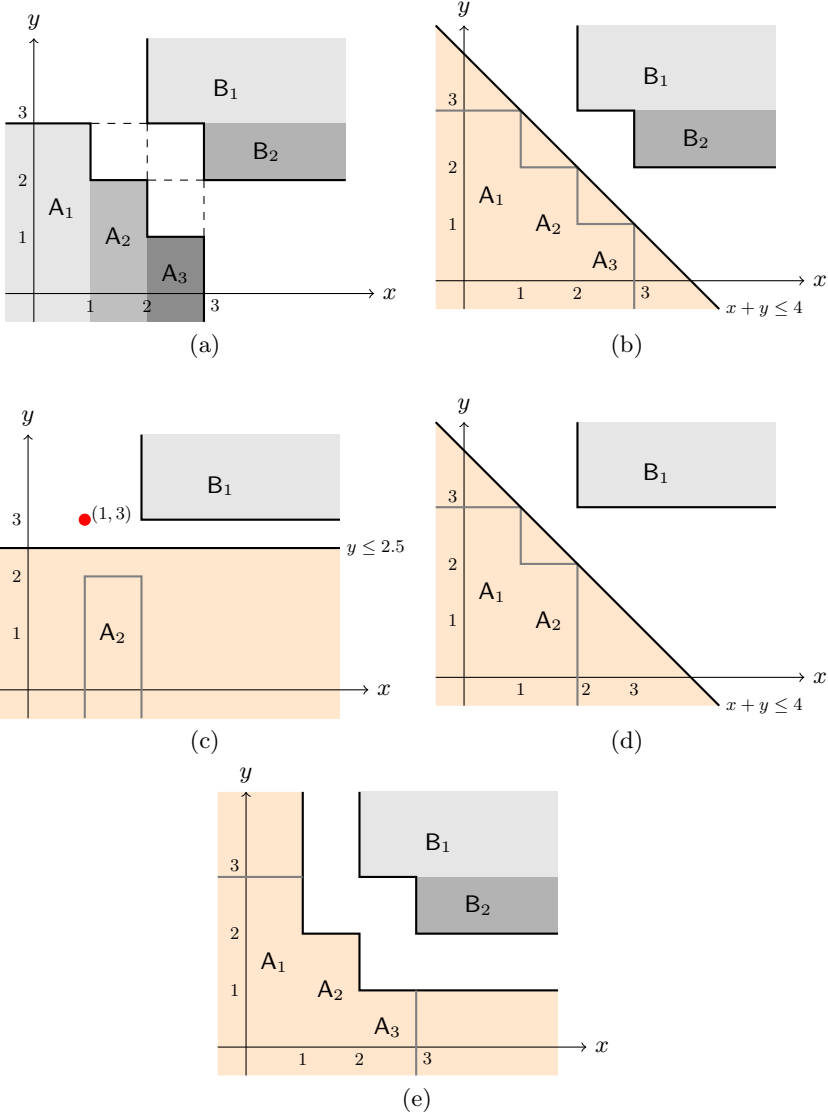 y
3
2
1
A₁
A₂
A₃
B₁
B₂
1
2
3
x
(a)
y
3
2
1
A₁
A₂
A₃
B₁
B₂
1
2
3
x
x + y ≤ 4
(b)
y
3
2
1
(1, 3)
B₁
y ≤ 2.5
A₂
x
(c)
y
3
2
1
A₁
A₂
B₁
1
2
3
x
x + y ≤ 4
(d)
y
3
2
1
A₁
A₂
A₃
B₁
B₂
1
2
3
x
(e)